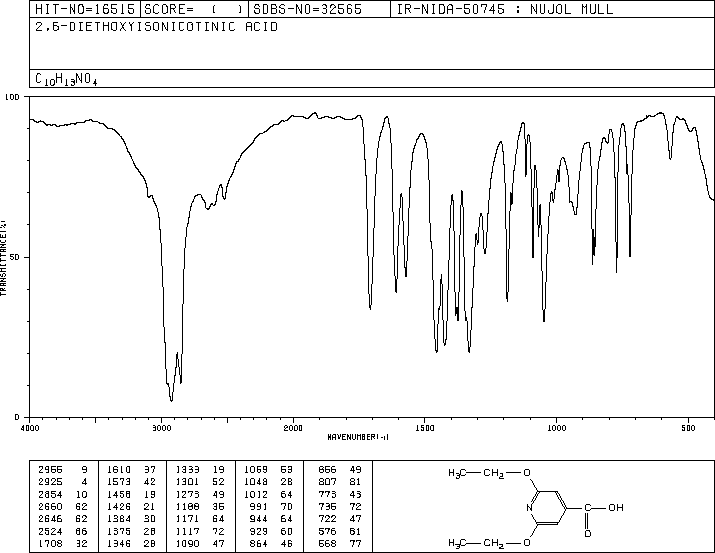 HIT-NO=16515 SCORE= ( ) SDBS-NO=32565 IR-NIDA-50745 : NUJOL MULL
2,6-DIETHOXYISONICOTINIC ACID
C10H13NO4
100
50
0
TRANSMITTANCE(%)
4000 3000 2000 1500 1000 500
WAVENUMBER(-1)
2955 9 1610 37 1333 19 1069 53 856 49
2925 4 1573 42 1301 52 1048 28 807 81
2854 10 1458 19 1273 49 1012 64 773 43
2660 62 1426 21 1188 35 991 70 735 72
2646 62 1384 30 1171 64 944 64 722 47
2524 66 1375 28 1117 72 929 60 576 61
1708 32 1346 28 1090 47 864 46 568 77
H3C CH2 O
N C OH
O
H3C CH2 O